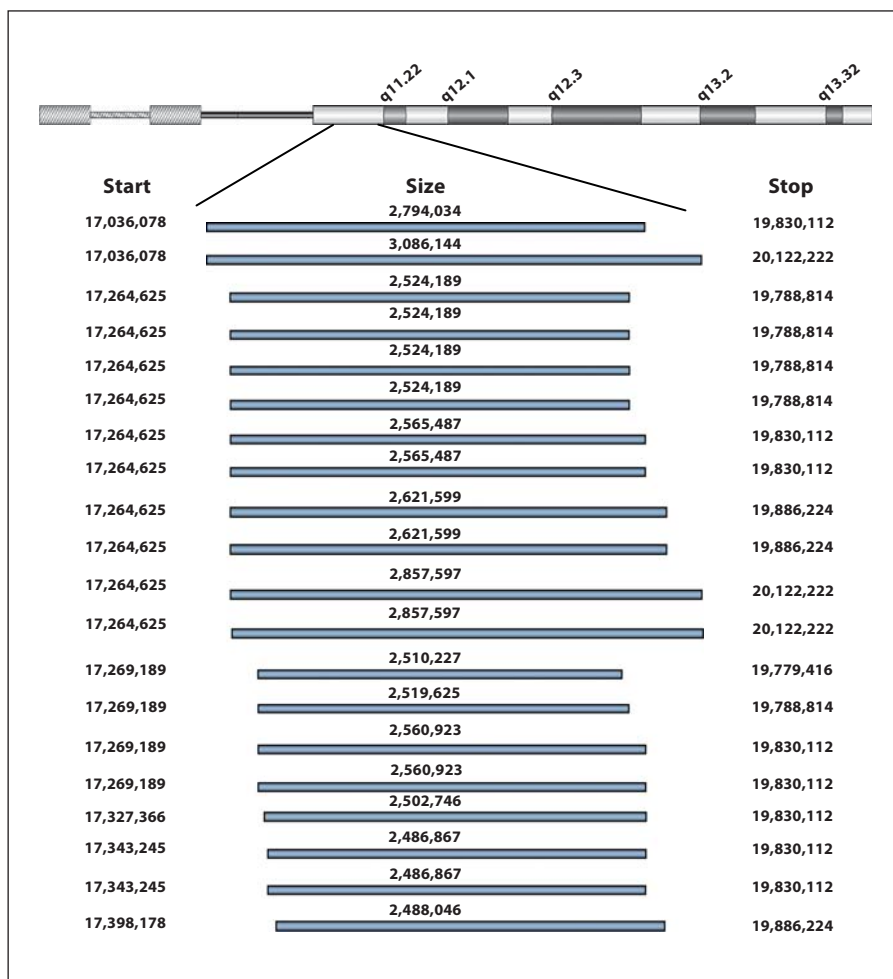 q11.22 q12.1 q12.3 q13.2 q13.32
Start Size Stop
17,036,078 2,794,034 19,830,112
17,036,078 3,086,144 20,122,222
17,264,625 2,524,189 19,788,814
17,264,625 2,524,189 19,788,814
17,264,625 2,524,189 19,788,814
17,264,625 2,524,189 19,788,814
17,264,625 2,565,487 19,830,112
17,264,625 2,565,487 19,830,112
17,264,625 2,621,599 19,886,224
17,264,625 2,621,599 19,886,224
17,264,625 2,857,597 20,122,222
17,264,625 2,857,597 20,122,222
17,269,189 2,510,227 19,779,416
17,269,189 2,519,625 19,788,814
17,269,189 2,560,923 19,830,112
17,269,189 2,560,923 19,830,112
17,327,366 2,502,746 19,830,112
17,343,245 2,486,867 19,830,112
17,343,245 2,486,867 19,830,112
17,398,178 2,488,046 19,886,224